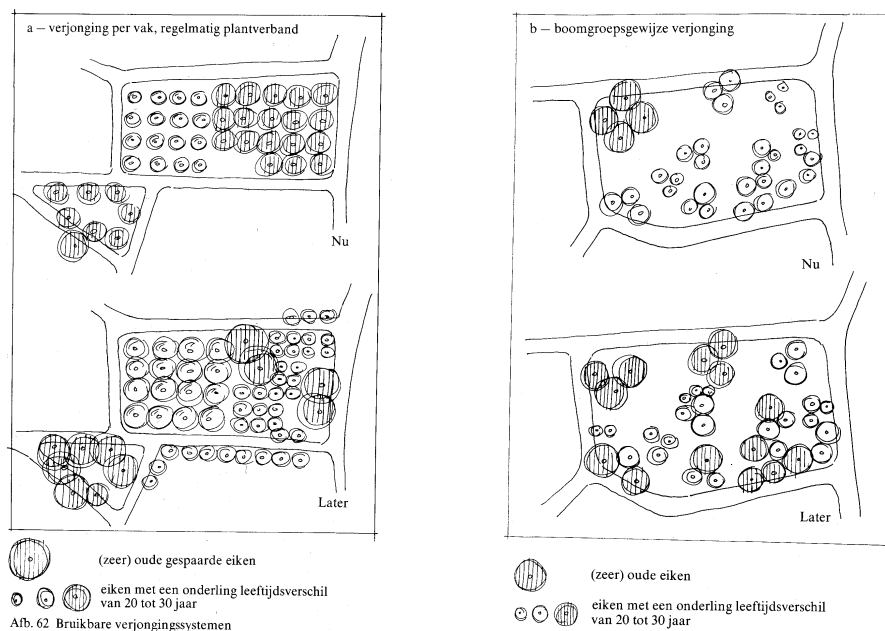 a – verjonging per vak, regelmatig plantverband
Nu
Later
(zeer) oude gespaarde eiken
eiken met een onderling leeftijdsverschil
van 20 tot 30 jaar
Afb. 62 Bruikbare verjongingssystemen
b – boomgroepsgewijze verjonging
Nu
Later
(zeer) oude eiken
eiken met een onderling leeftijdsverschil
van 20 tot 30 jaar